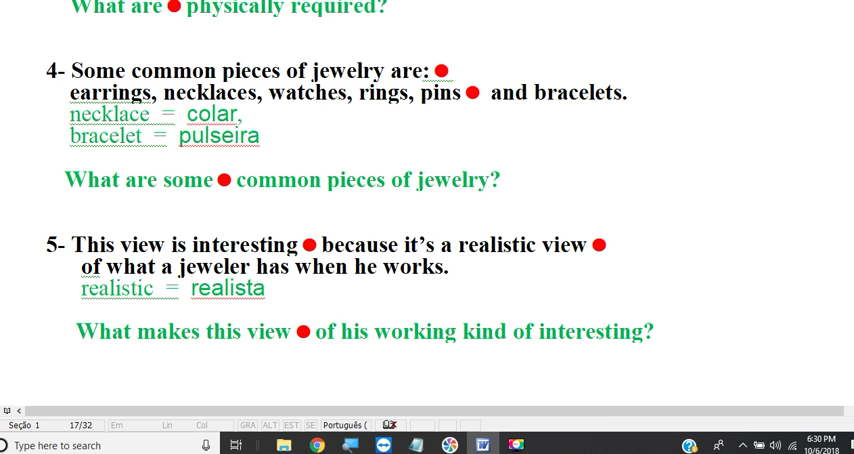 What are physically required?
4- Some common pieces of jewelry are:
earrings, necklaces, watches, rings, pins and bracelets.
necklace = colar,
bracelet = pulseira
What are some common pieces of jewelry?
5- This view is interesting because it’s a realistic view
of what a jeweler has when he works.
realistic = realista
What makes this view of his working kind of interesting?
Seção 1 17/32 Em Lin Col GRA ALT EST SE Português (
Type here to search
6:30 PM
10/6/2018